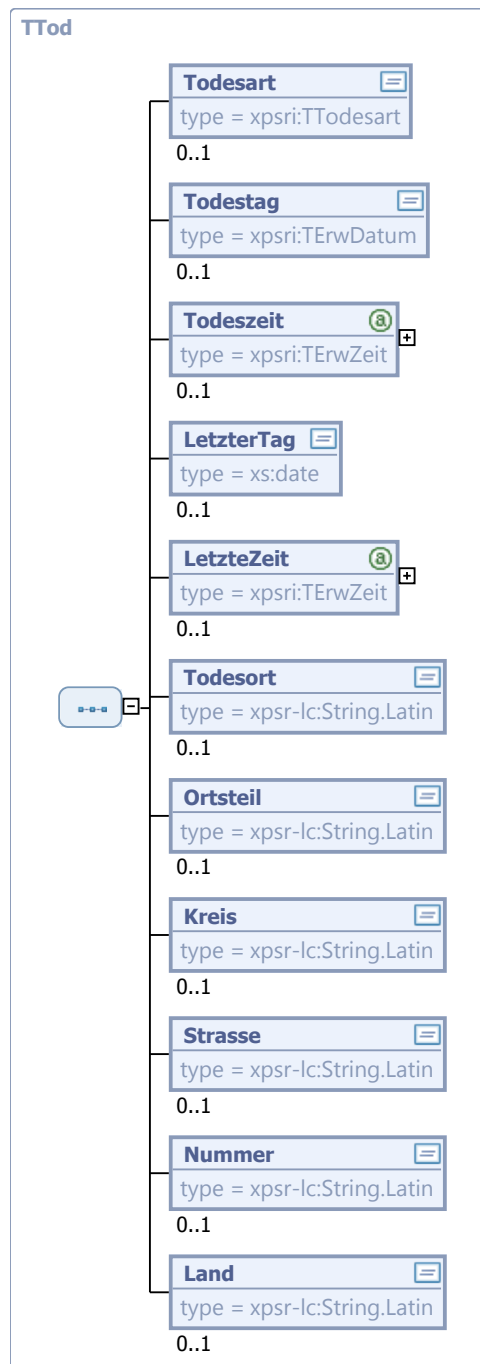 TTod
Todesart
type = xpsri:TTodesart
0..1
Todestag
type = xpsri:TErwDatum
0..1
Todeszeit
type = xpsri:TErwZeit
0..1
LetzterTag
type = xs:date
0..1
LetzteZeit
type = xpsri:TErwZeit
0..1
Todesort
type = xpsr-lc:String.Latin
0..1
Ortsteil
type = xpsr-lc:String.Latin
0..1
Kreis
type = xpsr-lc:String.Latin
0..1
Strasse
type = xpsr-lc:String.Latin
0..1
Nummer
type = xpsr-lc:String.Latin
0..1
Land
type = xpsr-lc:String.Latin
0..1